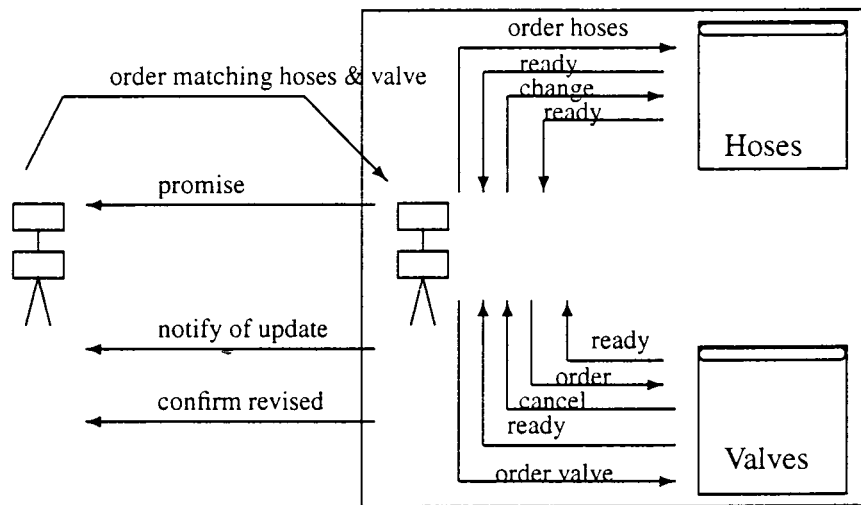 order hoses
ready
change
ready
Hoses
order matching hoses & valve
promise
notify of update
confirm revised
ready
order
cancel
ready
order valve
Valves